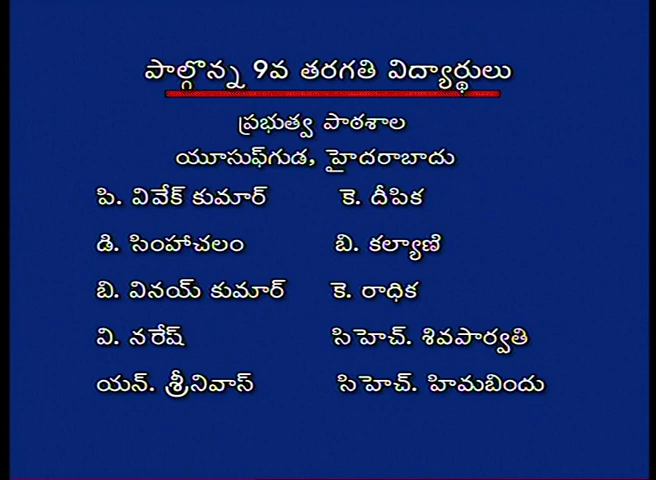 పాల్గొన్న 9వ తరగతి విద్యార్థులు
ప్రభుత్వ పాఠశాల
యూసుఫ్‌గుడ, హైదరాబాదు
పి. వివేక్ కుమార్ కె. దీపిక
డి. సింహాచలం బి. కల్యాణి
బి. వినయ్ కుమార్ కె. రాధిక
వి. నరేష్ సిహెచ్. శివపార్వతి
యన్. శ్రీనివాస్ సిహెచ్. హిమబిందు